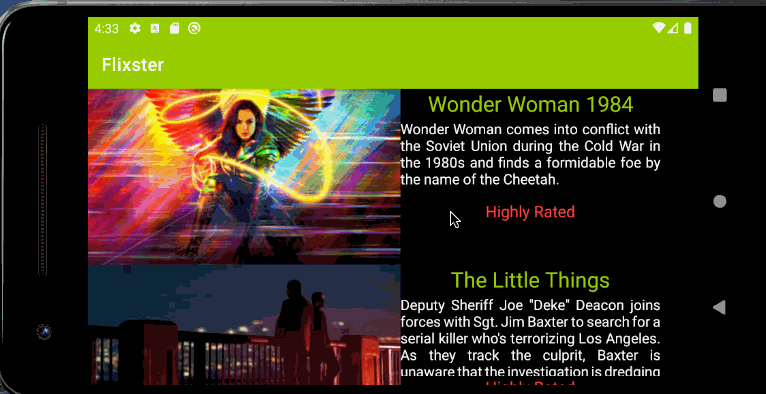 4:33
Flixster
Wonder Woman 1984
Wonder Woman comes into conflict with
the Soviet Union during the Cold War in
the 1980s and finds a formidable foe by
the name of the Cheetah.
Highly Rated
The Little Things
Deputy Sheriff Joe "Deke" Deacon joins
forces with Sgt. Jim Baxter to search for a
serial killer who's terrorizing Los Angeles.
As they track the culprit, Baxter is
unaware that the investigation is dredging
Highly Rated